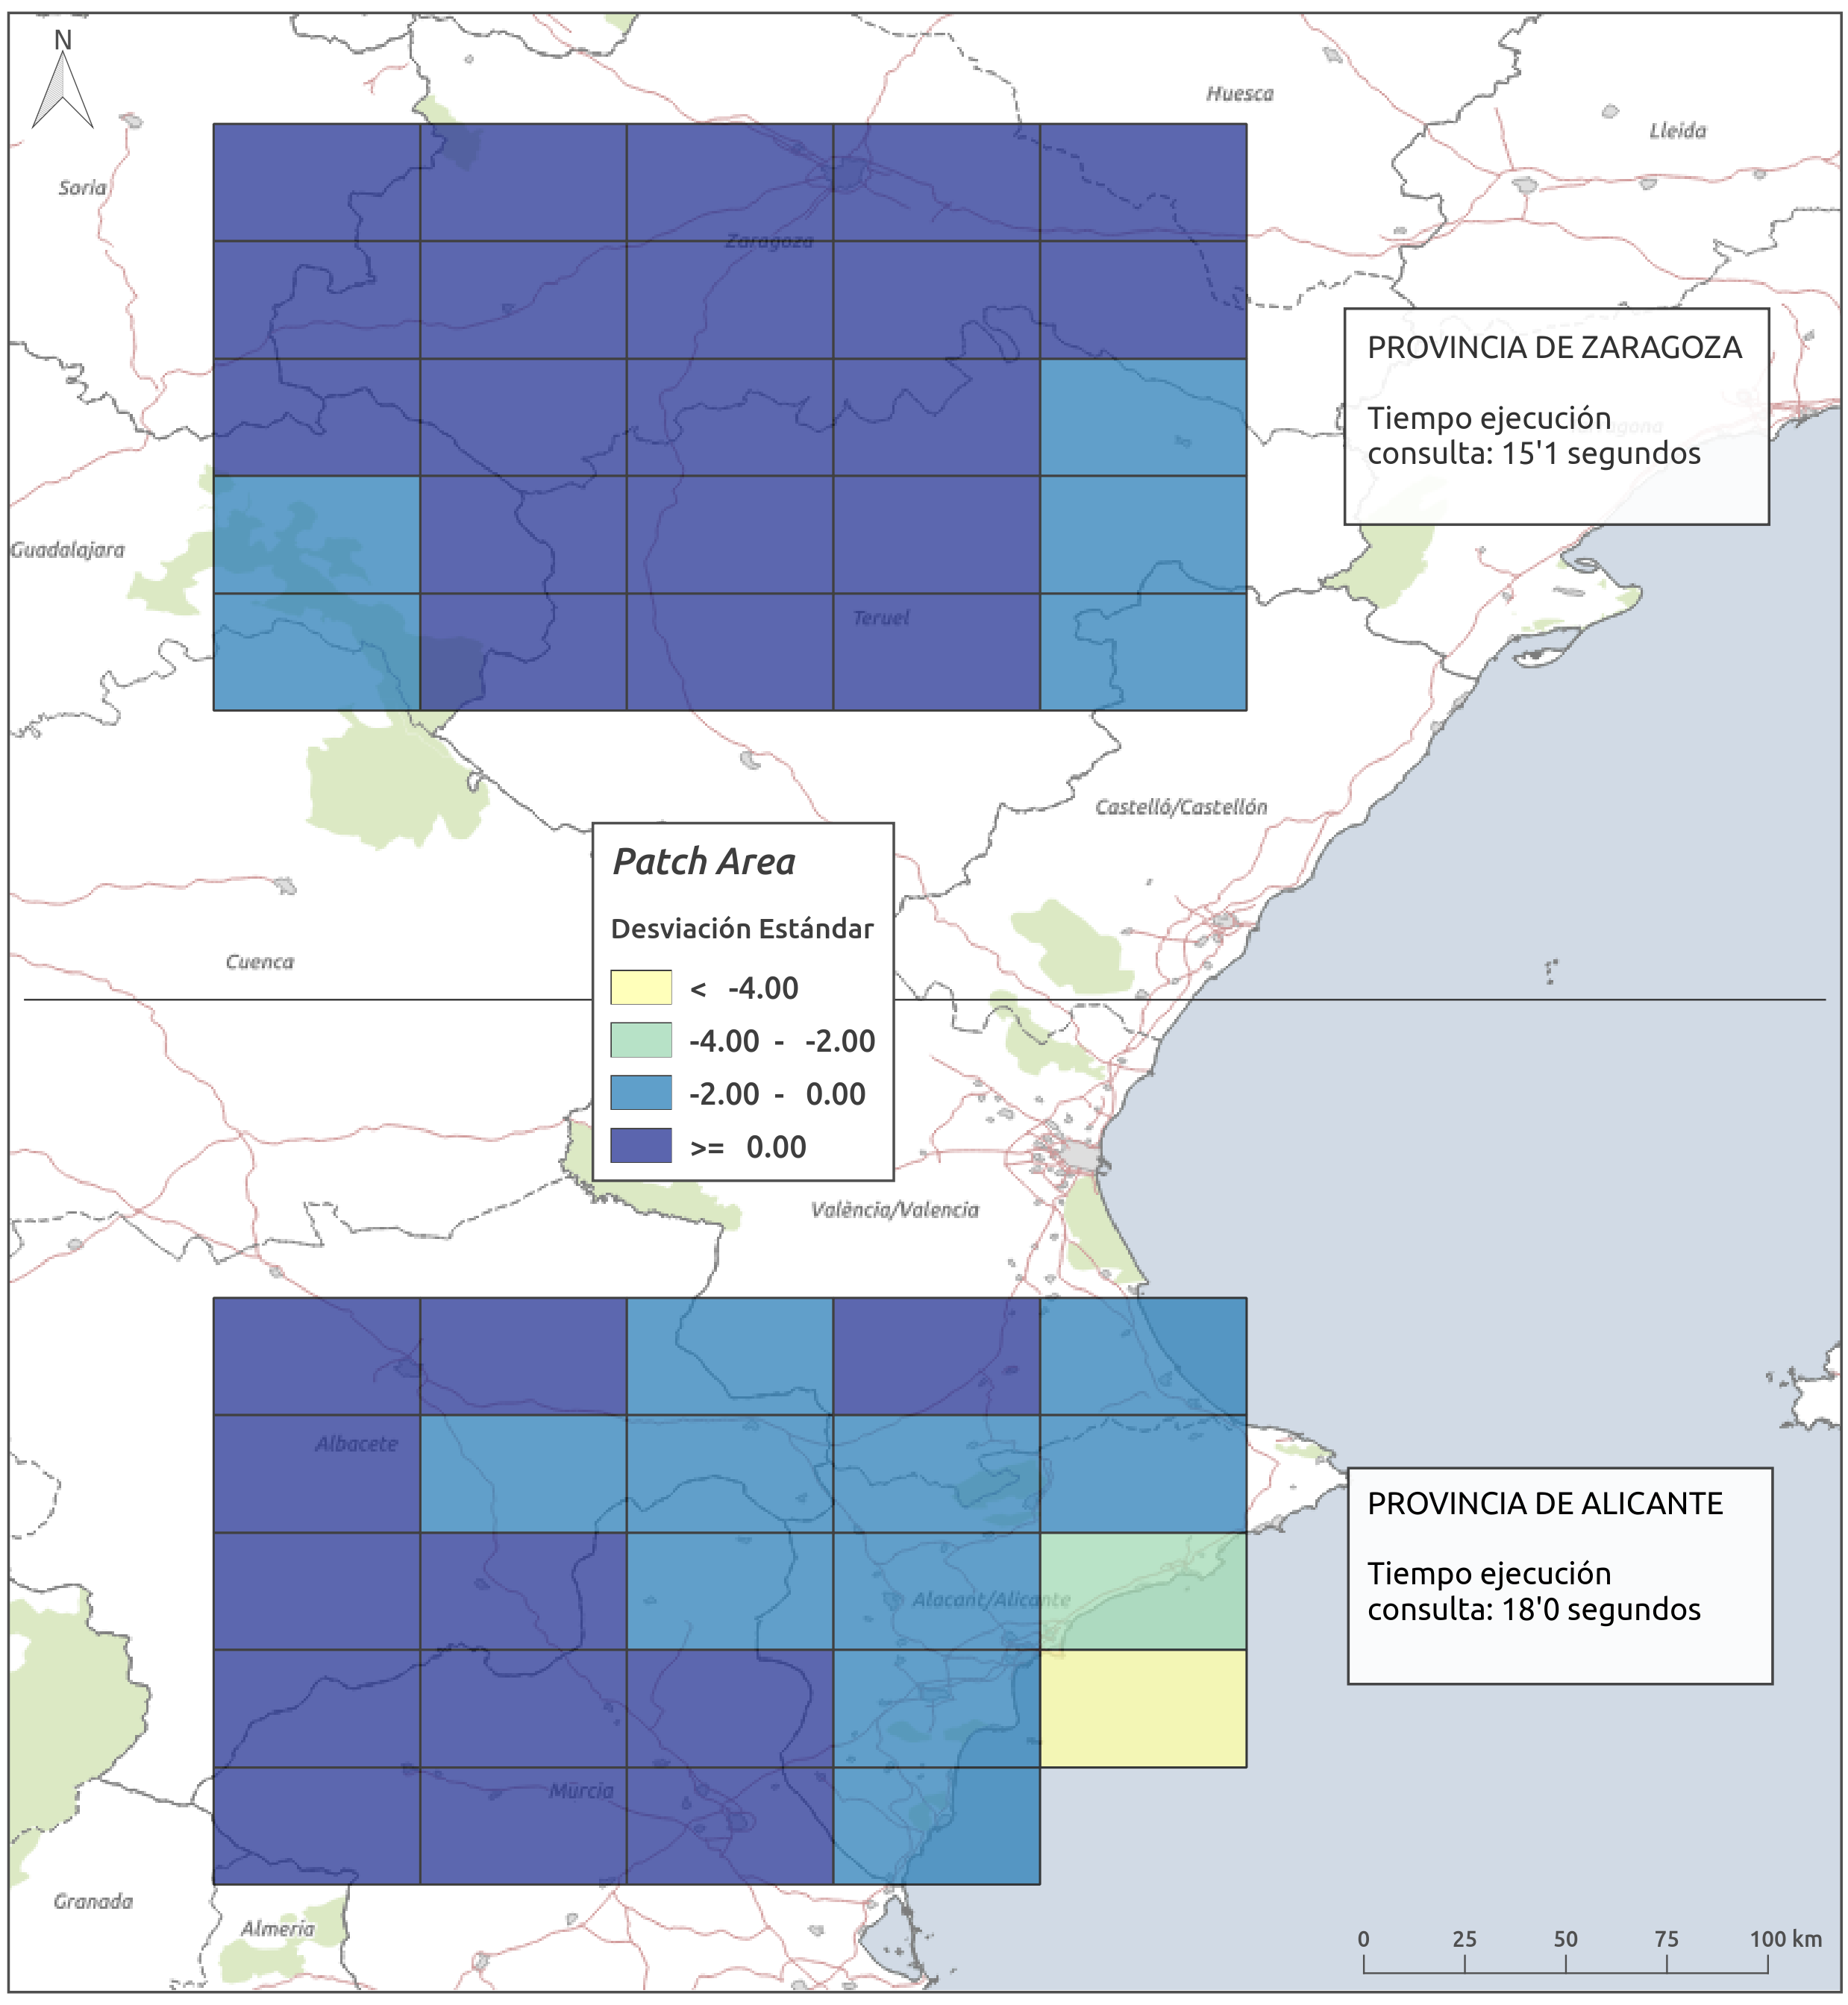 N
Huesca
Lleida
Soria
Zaragoza
PROVINCIA DE ZARAGOZA
Tiempo ejecución
consulta: 15'1 segundos
Guadalajara
Teruel
Castelló/Castellón
Patch Area
Desviación Estándar
< -4.00
-4.00 - -2.00
-2.00 - 0.00
>= 0.00
Cuenca
València/Valencia
Albacete
PROVINCIA DE ALICANTE
Tiempo ejecución
consulta: 18'0 segundos
Alacant/Alicante
Múrcia
Granada
Almería
0 25 50 75 100 km